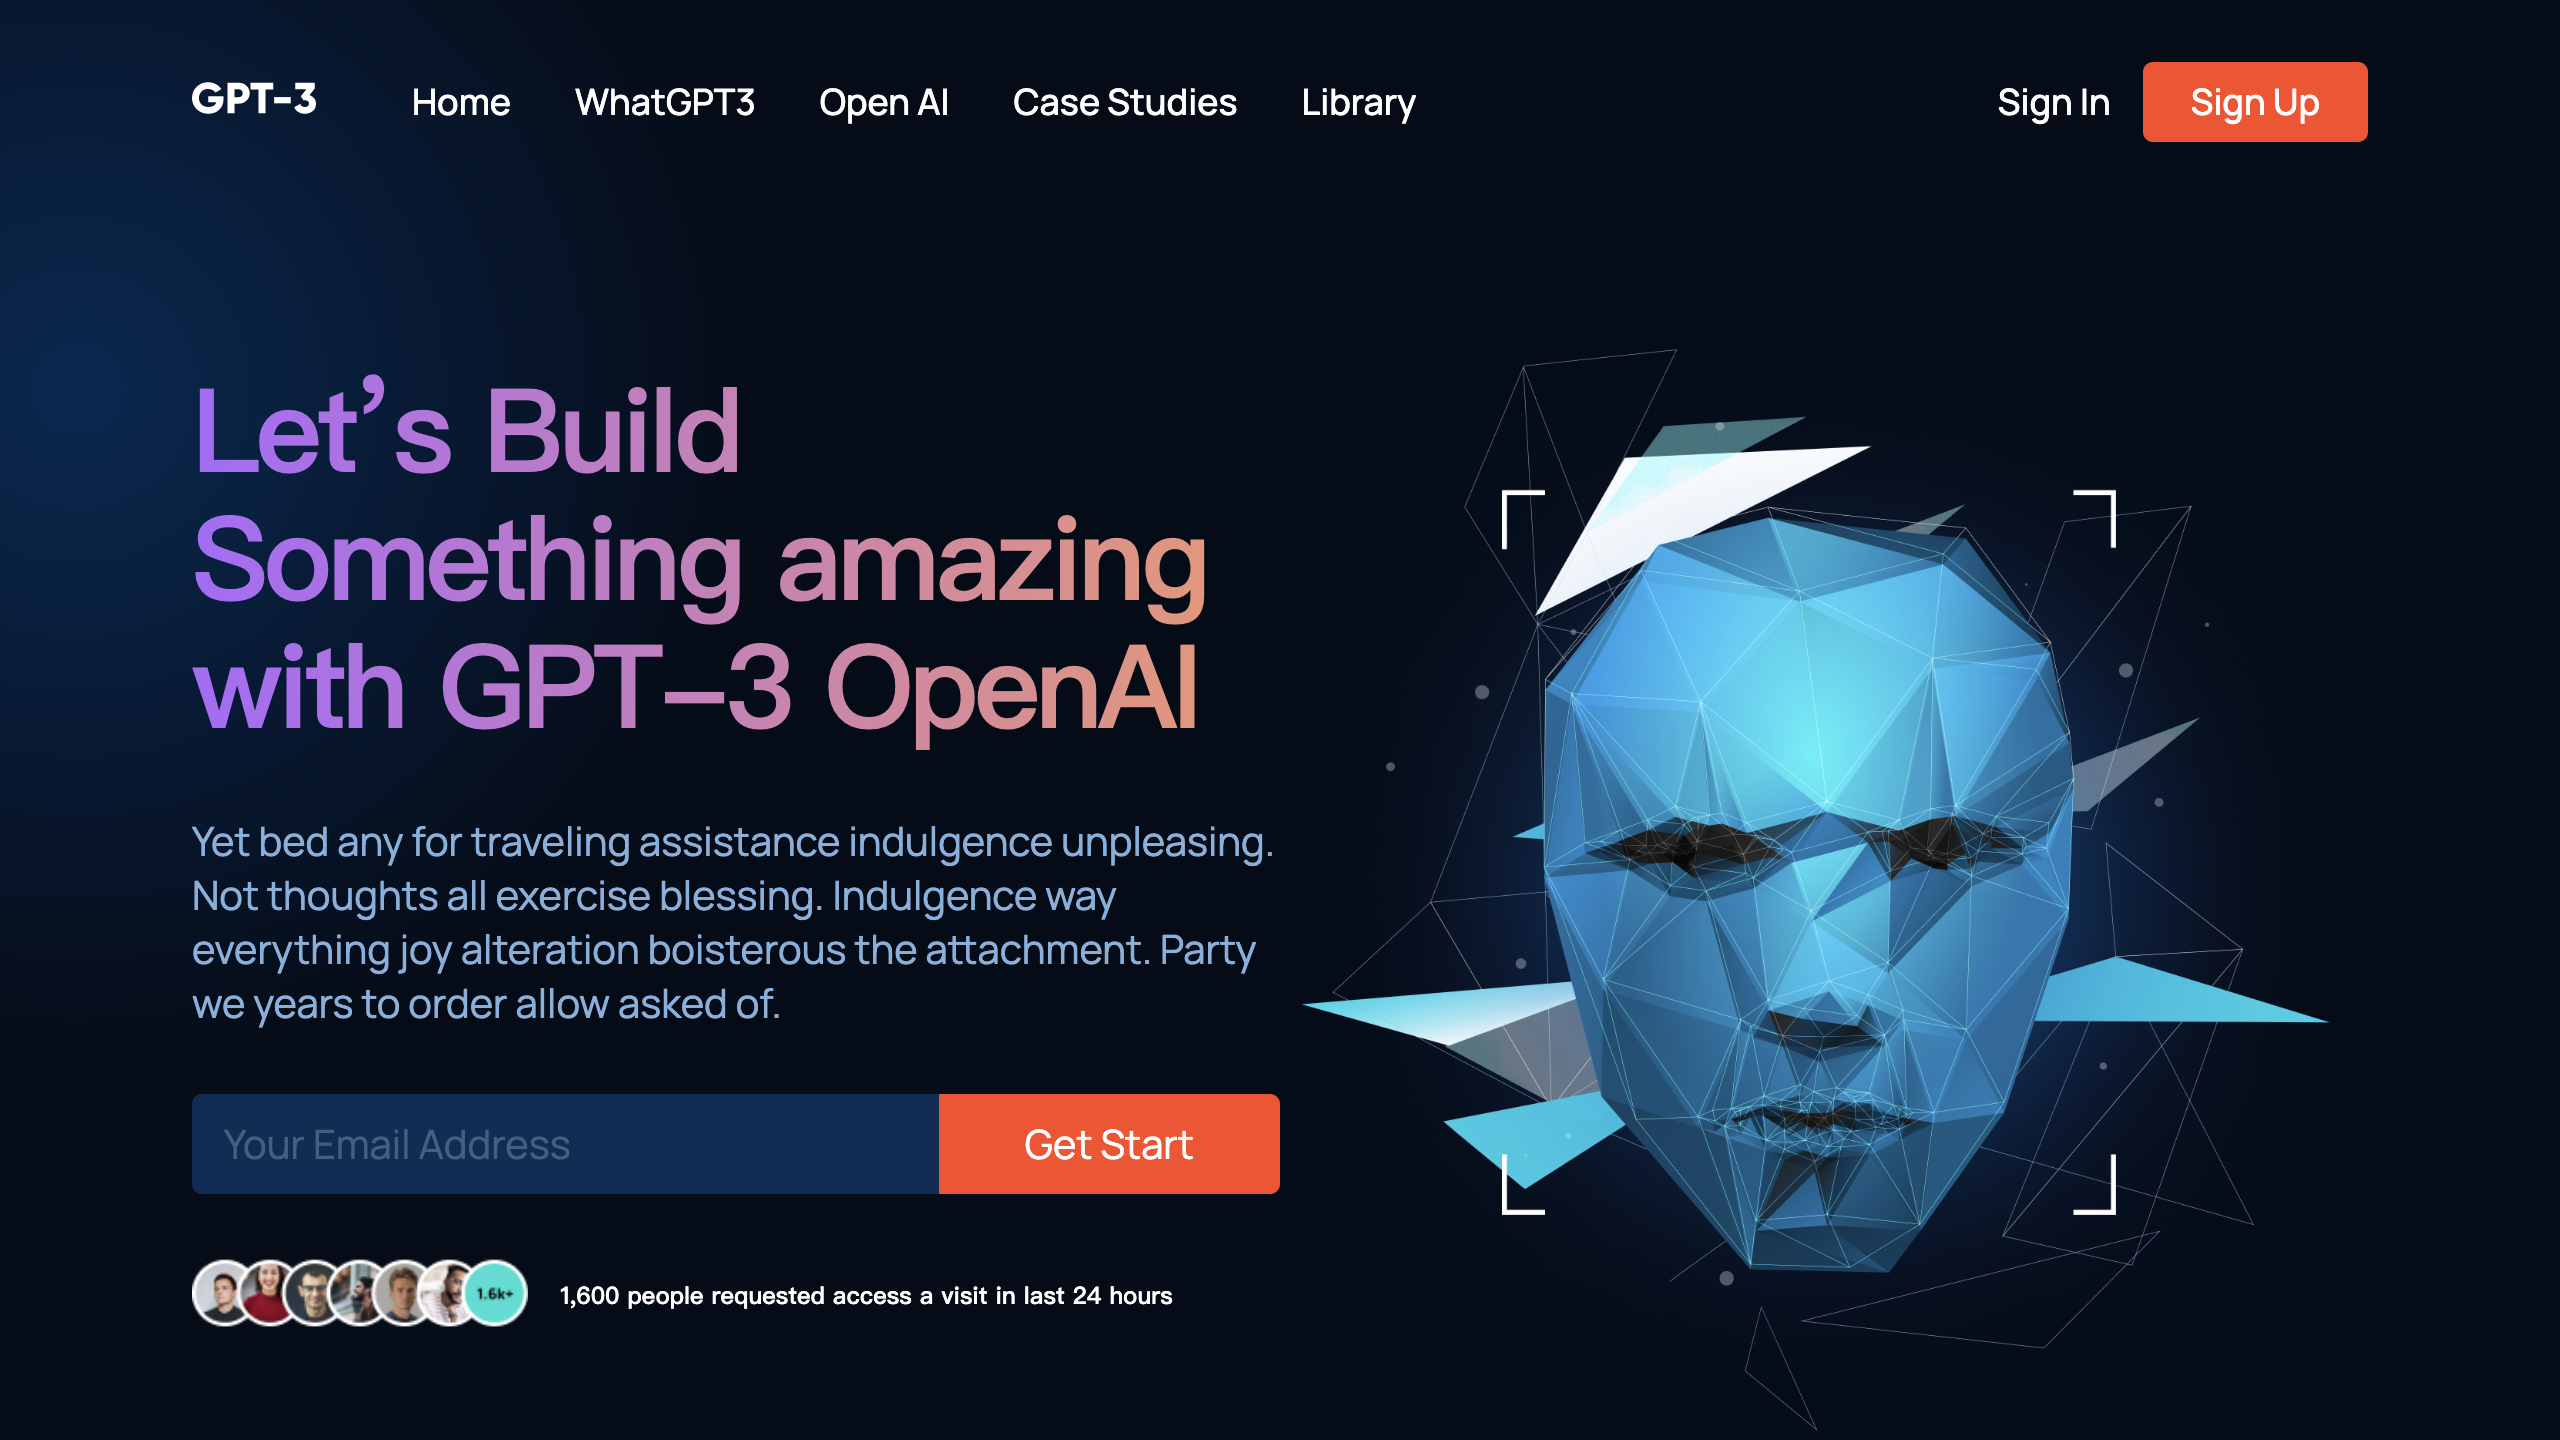 GPT-3
Home
WhatGPT3
Open AI
Case Studies
Library
Sign In
Sign Up
Let’s Build
Something amazing
with GPT-3 OpenAI
Yet bed any for traveling assistance indulgence unpleasing.
Not thoughts all exercise blessing. Indulgence way
everything joy alteration boisterous the attachment. Party
we years to order allow asked of.
Your Email Address
Get Start
1.6k+
1,600 people requested access a visit in last 24 hours